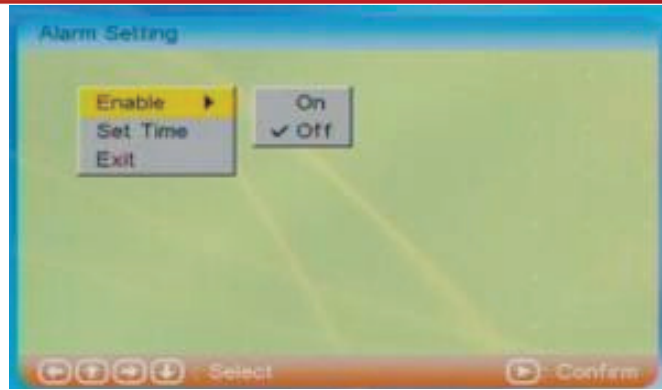 Alarm Setting
Enable
On
Set Time
✓ Off
Exit
: Select
: Confirm